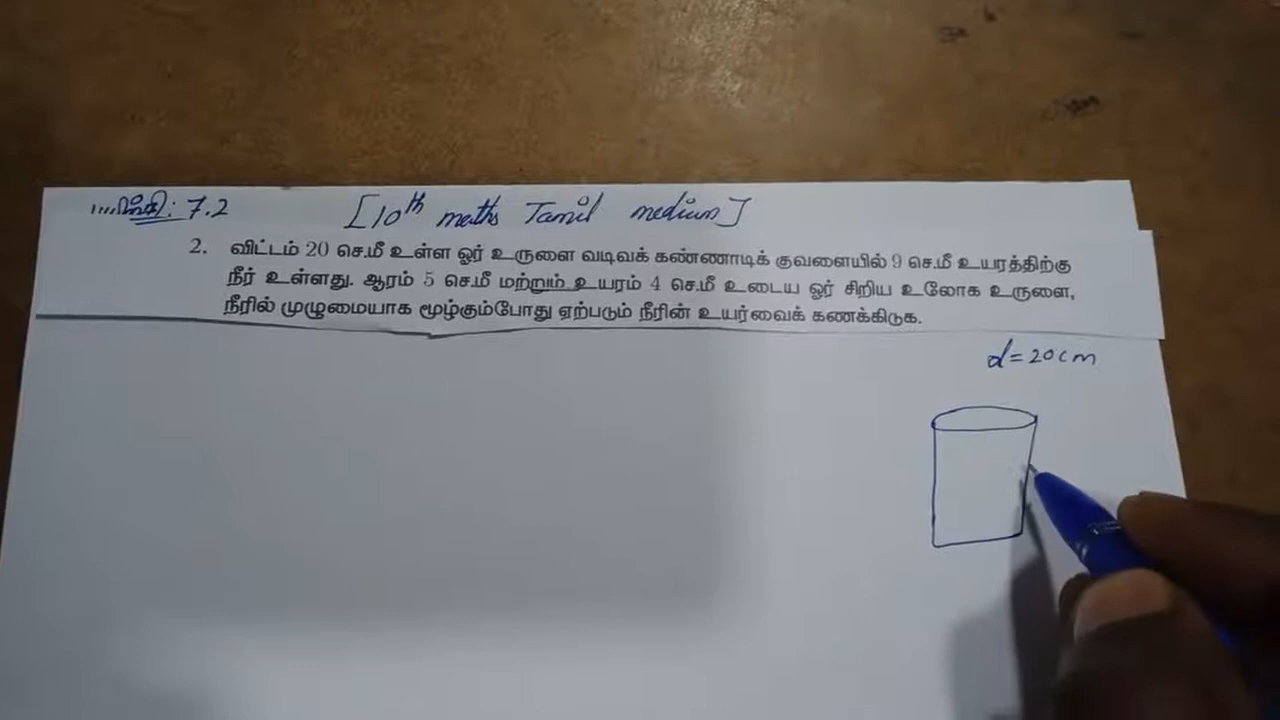 7.2
[10th maths Tamil medium]
2. விட்டம் 20 செ.மீ உள்ள ஓர் உருளை வடிவக் கண்ணாடிக் குவளையில் 9 செ.மீ உயரத்திற்கு
நீர் உள்ளது. ஆரம் 5 செ.மீ மற்றும் உயரம் 4 செ.மீ உடைய ஓர் சிறிய உலோக உருளை,
நீரில் முழுமையாக மூழ்கும்போது ஏற்படும் நீரின் உயர்வைக் கணக்கிடுக.
d=20cm